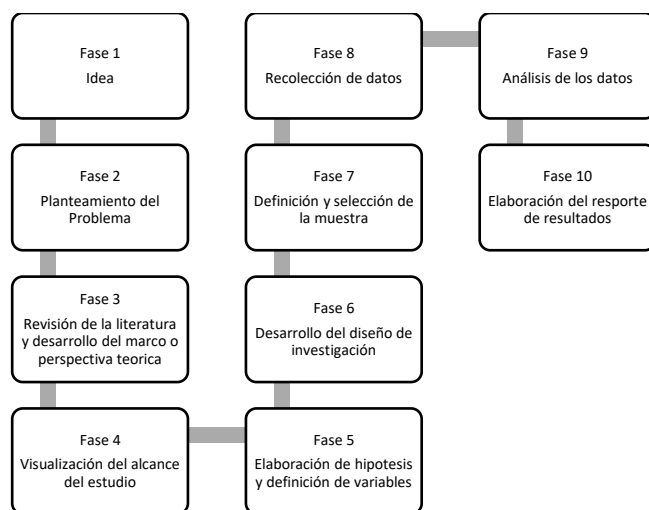 Fase 1
Idea
Fase 2
Planteamiento del
Problema
Fase 3
Revisión de la literatura
y desarrollo del marco o
perspectiva teorica
Fase 4
Visualización del alcance
del estudio
Fase 5
Elaboración de hipotesis
y definición de variables
Fase 6
Desarrollo del diseño de
investigación
Fase 7
Definición y selección de
la muestra
Fase 8
Recolección de datos
Fase 9
Análisis de los datos
Fase 10
Elaboración del resporte
de resultados